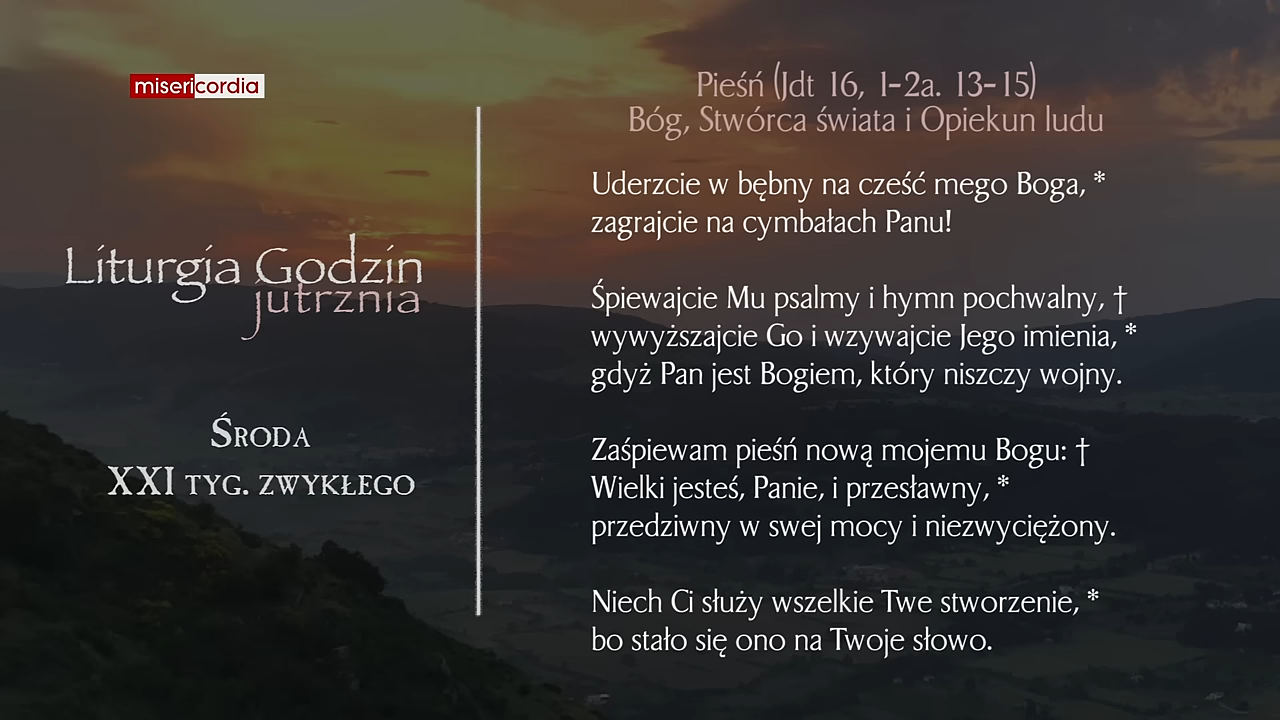 misericordia
Liturgia Godzin
jutrznia
Środa
XXI tyg. zwykłego
Pieśń (Jdt 16, 1-2a. 13-15)
Bóg, Stwórca świata i Opiekun ludu
Uderzcie w bębny na cześć mego Boga, *
zagrajcie na cymbałach Panu!
Śpiewajcie Mu psalmy i hymn pochwalny, †
wywyższajcie Go i wzywajcie Jego imienia, *
gdyż Pan jest Bogiem, który niszczy wojny.
Zaśpiewam pieśń nową mojemu Bogu: †
Wielki jesteś, Panie, i przesławny, *
przedziwny w swej mocy i niezwyciężony.
Niech Ci służy wszelkie Twe stworzenie, *
bo stało się ono na Twoje słowo.